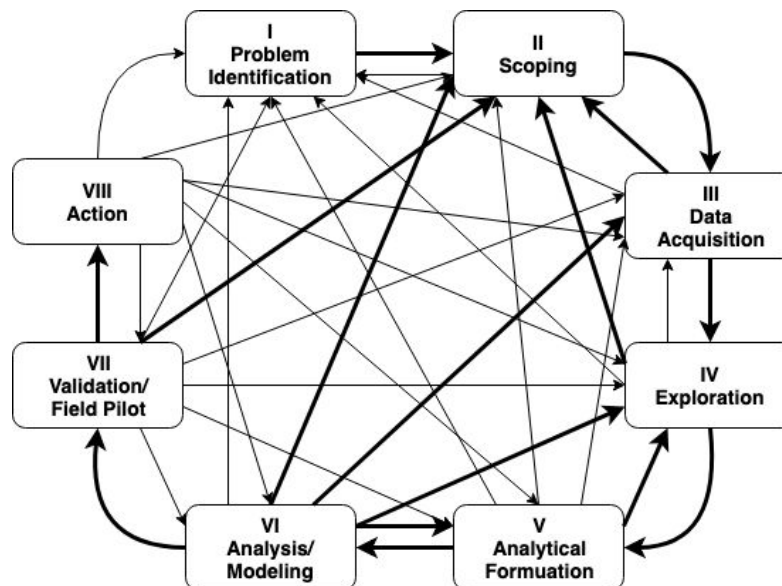 I
Problem
Identification
II
Scoping
III
Data
Acquisition
IV
Exploration
V
Analytical
Formuation
VI
Analysis/
Modeling
VII
Validation/
Field Pilot
VIII
Action